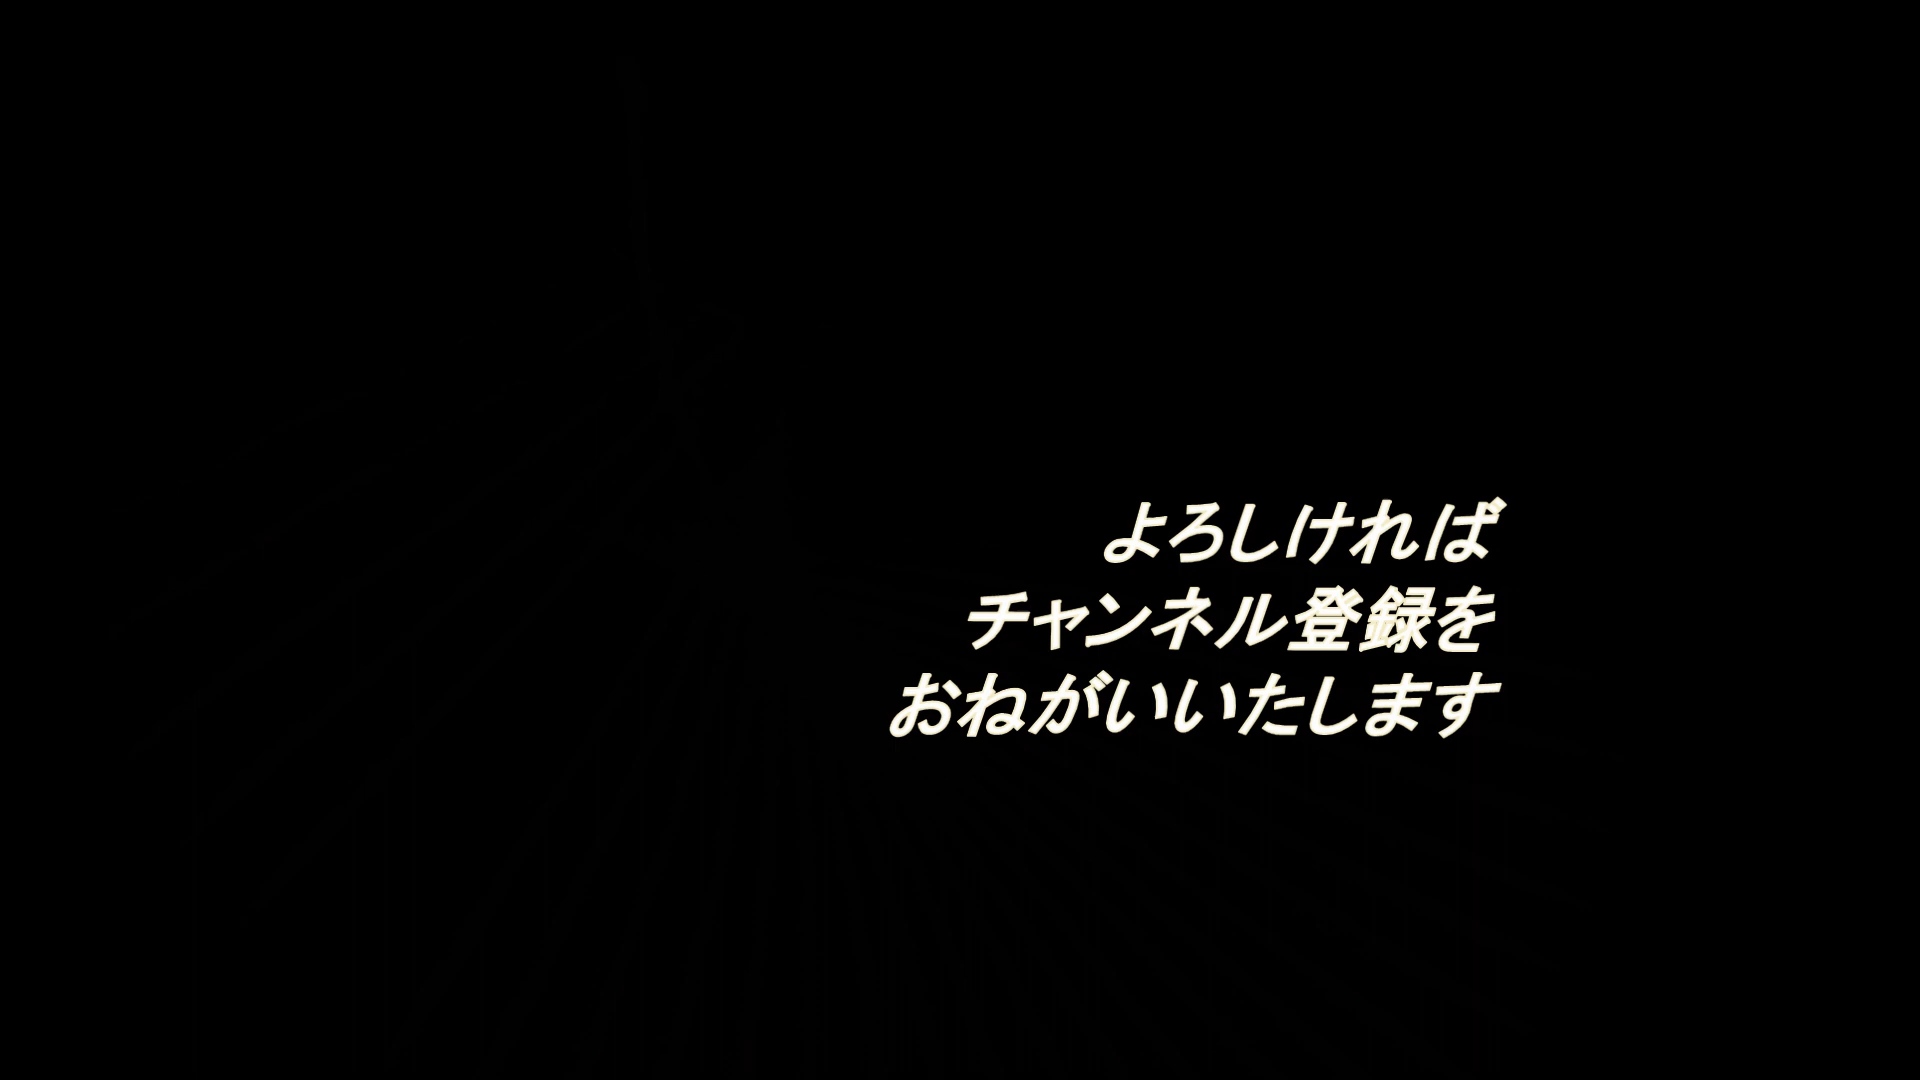 よろしければ
チャンネル登録を
おねがいいたします